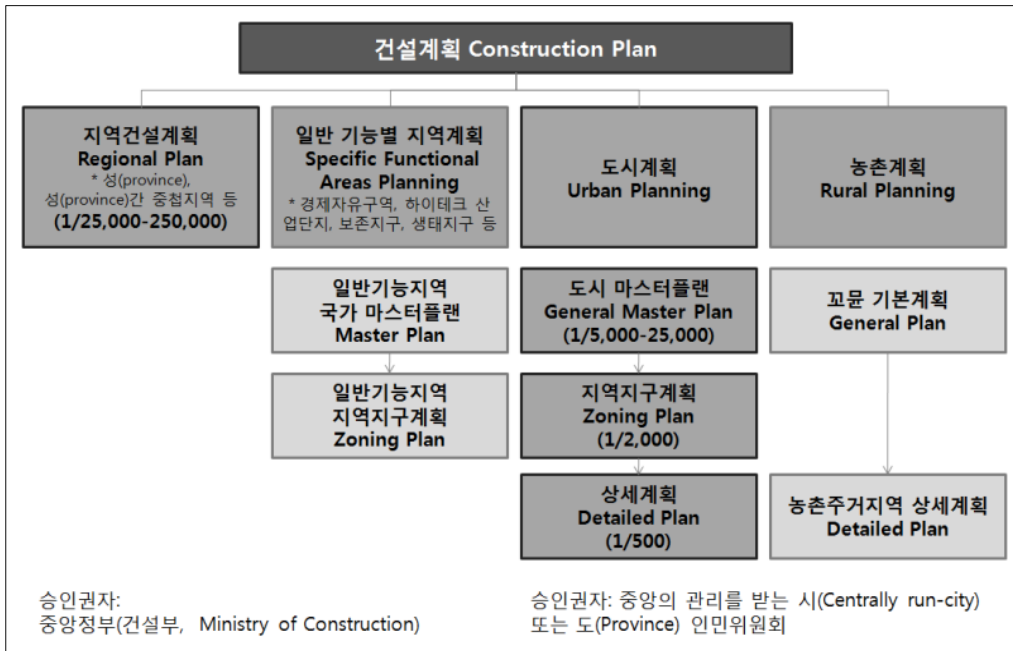 건설계획 Construction Plan
지역건설계획
Regional Plan
* 성(province),
성(province)간 중첩지역 등
(1/25,000-250,000)
일반 기능별 지역계획
Specific Functional
Areas Planning
* 경제자유구역, 하이테크 산
업단지, 보존지구, 생태지구 등
도시계획
Urban Planning
농촌계획
Rural Planning
일반기능지역
국가 마스터플랜
Master Plan
도시 마스터플랜
General Master Plan
(1/5,000-25,000)
꼬뮨 기본계획
General Plan
일반기능지역
지역지구계획
Zoning Plan
지역지구계획
Zoning Plan
(1/2,000)
상세계획
Detailed Plan
(1/500)
농촌주거지역 상세계획
Detailed Plan
승인권자:
중앙정부(건설부, Ministry of Construction)
승인권자: 중앙의 관리를 받는 시(Centrally run-city)
또는 도(Province) 인민위원회